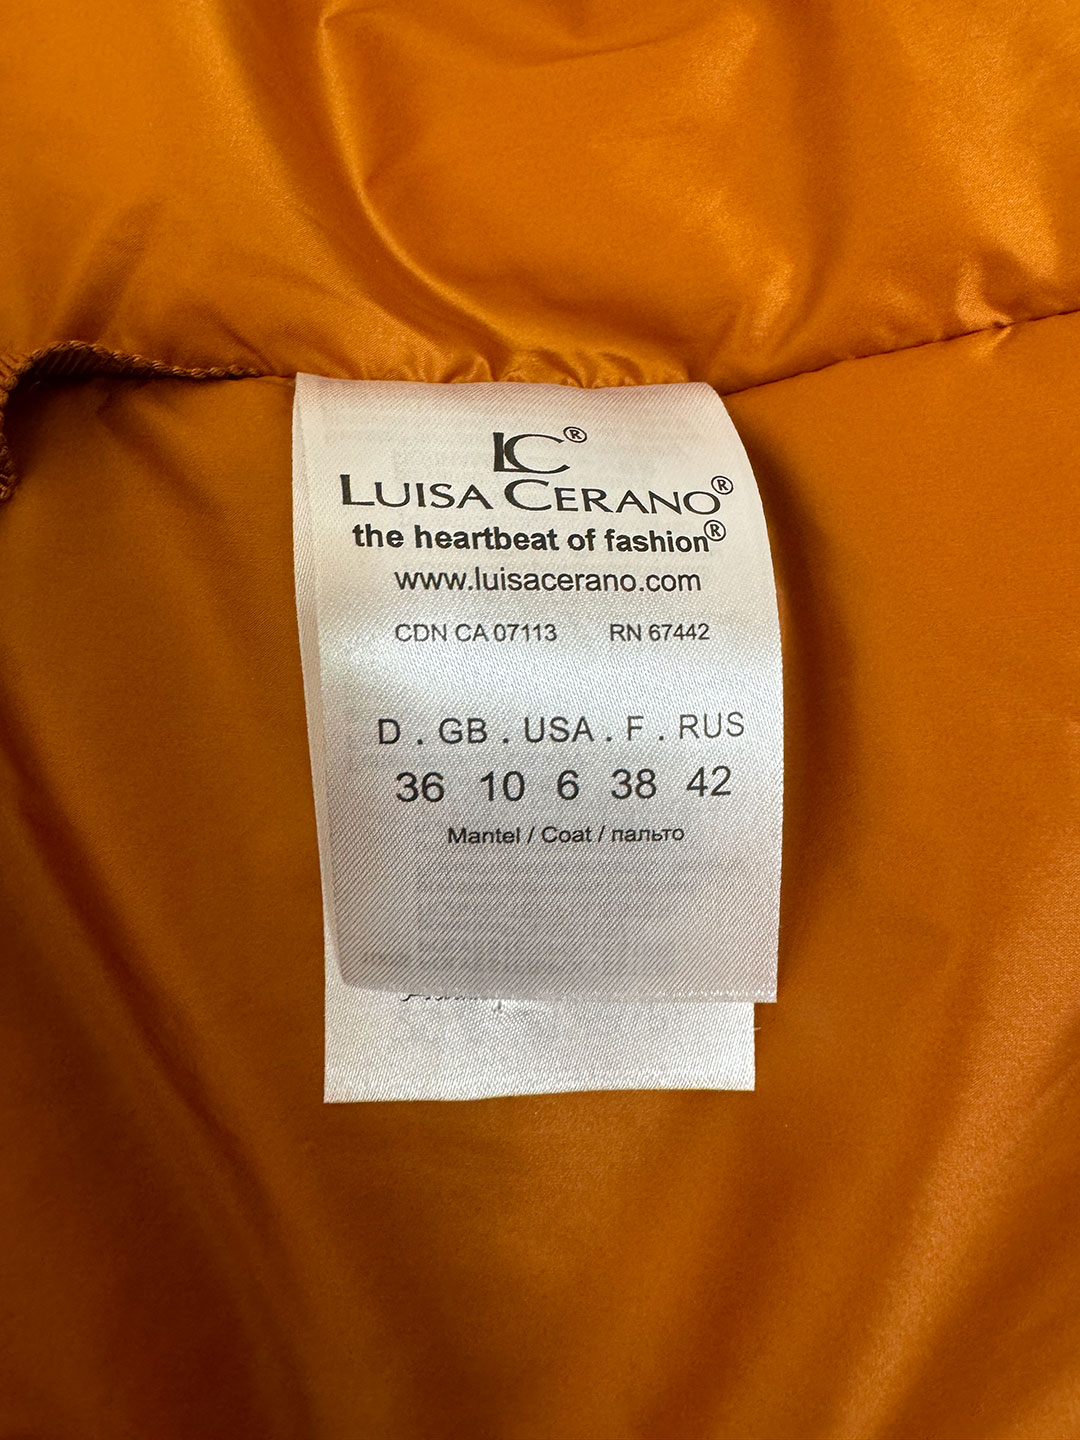 LC®
LUISA CERANO®
the heartbeat of fashion®
www.luisacerano.com
CDN CA 07113 RN 67442
D . GB . USA . F . RUS
36 10 6 38 42
Mantel / Coat / пальто